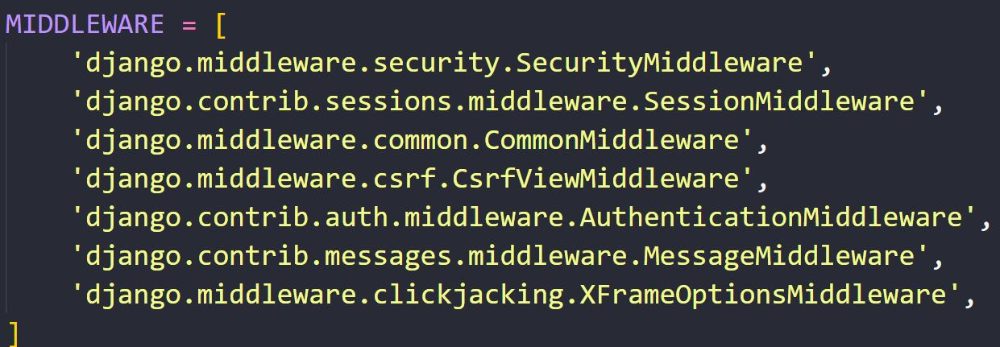 MIDDLEWARE = [
    'django.middleware.security.SecurityMiddleware',
    'django.contrib.sessions.middleware.SessionMiddleware',
    'django.middleware.common.CommonMiddleware',
    'django.middleware.csrf.CsrfViewMiddleware',
    'django.contrib.auth.middleware.AuthenticationMiddleware',
    'django.contrib.messages.middleware.MessageMiddleware',
    'django.middleware.clickjacking.XFrameOptionsMiddleware',
]